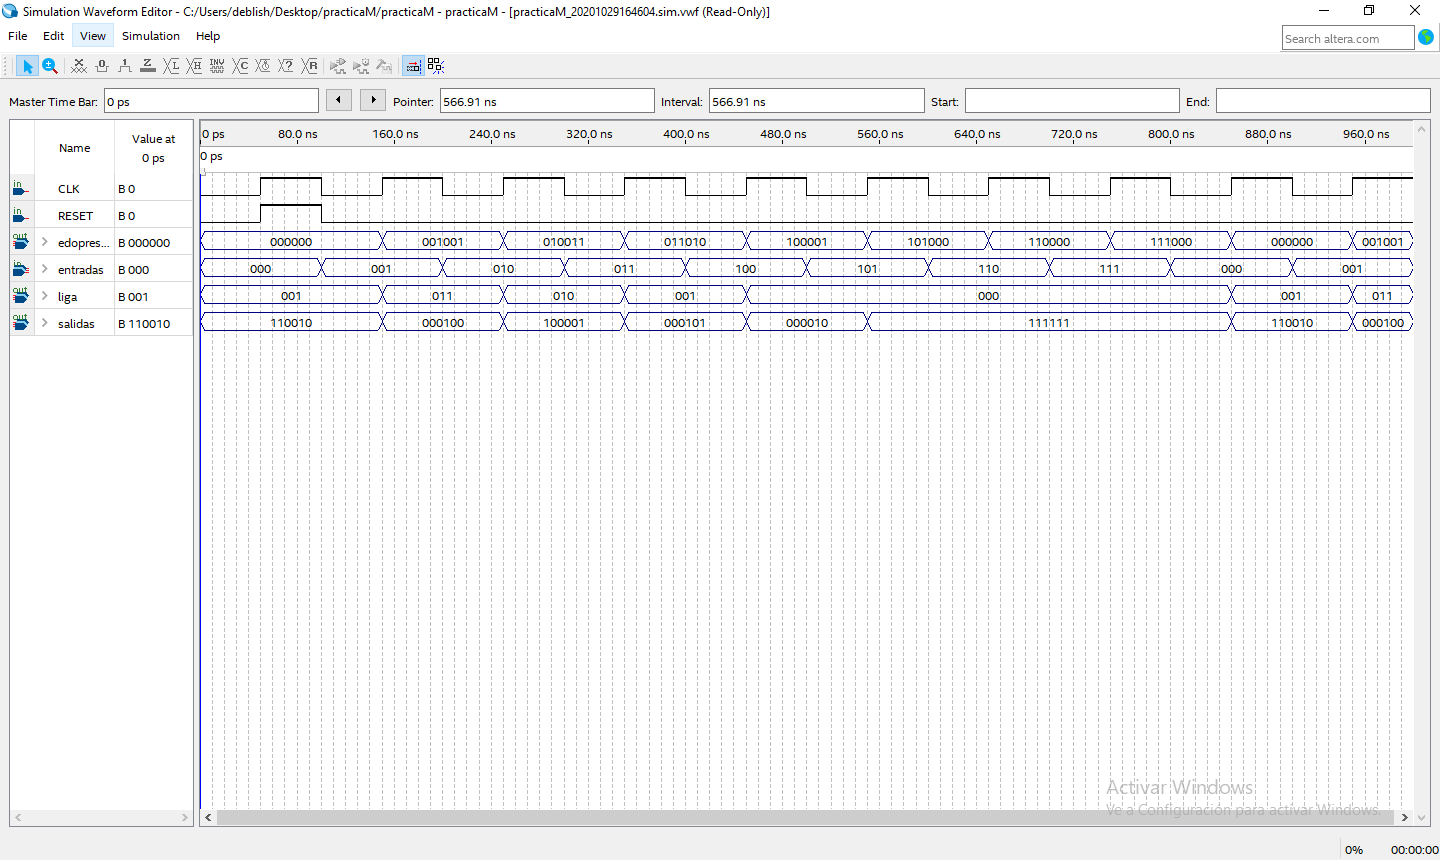 Simulation Waveform Editor - C:/Users/deblish/Desktop/practicaM/practicaM - practicaM - [practicaM_20201029164604.sim.vwf (Read-Only)]
File Edit View Simulation Help
Search altera.com
Master Time Bar: 0 ps Pointer: 566.91 ns Interval: 566.91 ns Start: End:
Name Value at 0 ps
0 ps 80.0 ns 160.0 ns 240.0 ns 320.0 ns 400.0 ns 480.0 ns 560.0 ns 640.0 ns 720.0 ns 800.0 ns 880.0 ns 960.0 ns
0 ps
in CLK B 0
in RESET B 0
out edopres... B 000000 000000 001001 010011 011010 100001 101000 110000 111000 000000 001001
in entradas B 000 000 001 010 011 100 101 110 111 000 001
out liga B 001 001 011 010 001 000 001 011
out salidas B 110010 110010 000100 100001 000101 000010 111111 110010 000100
Activar Windows
Ve a Configuración para activar Windows.
0% 00:00:00